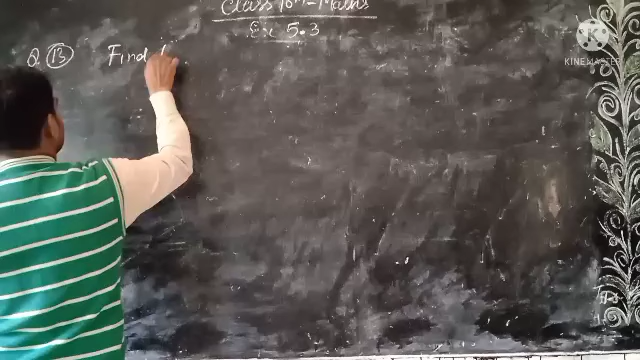 Class 10th - Maths
Ex 5.3
Q. 13 Find
KINEMASTER